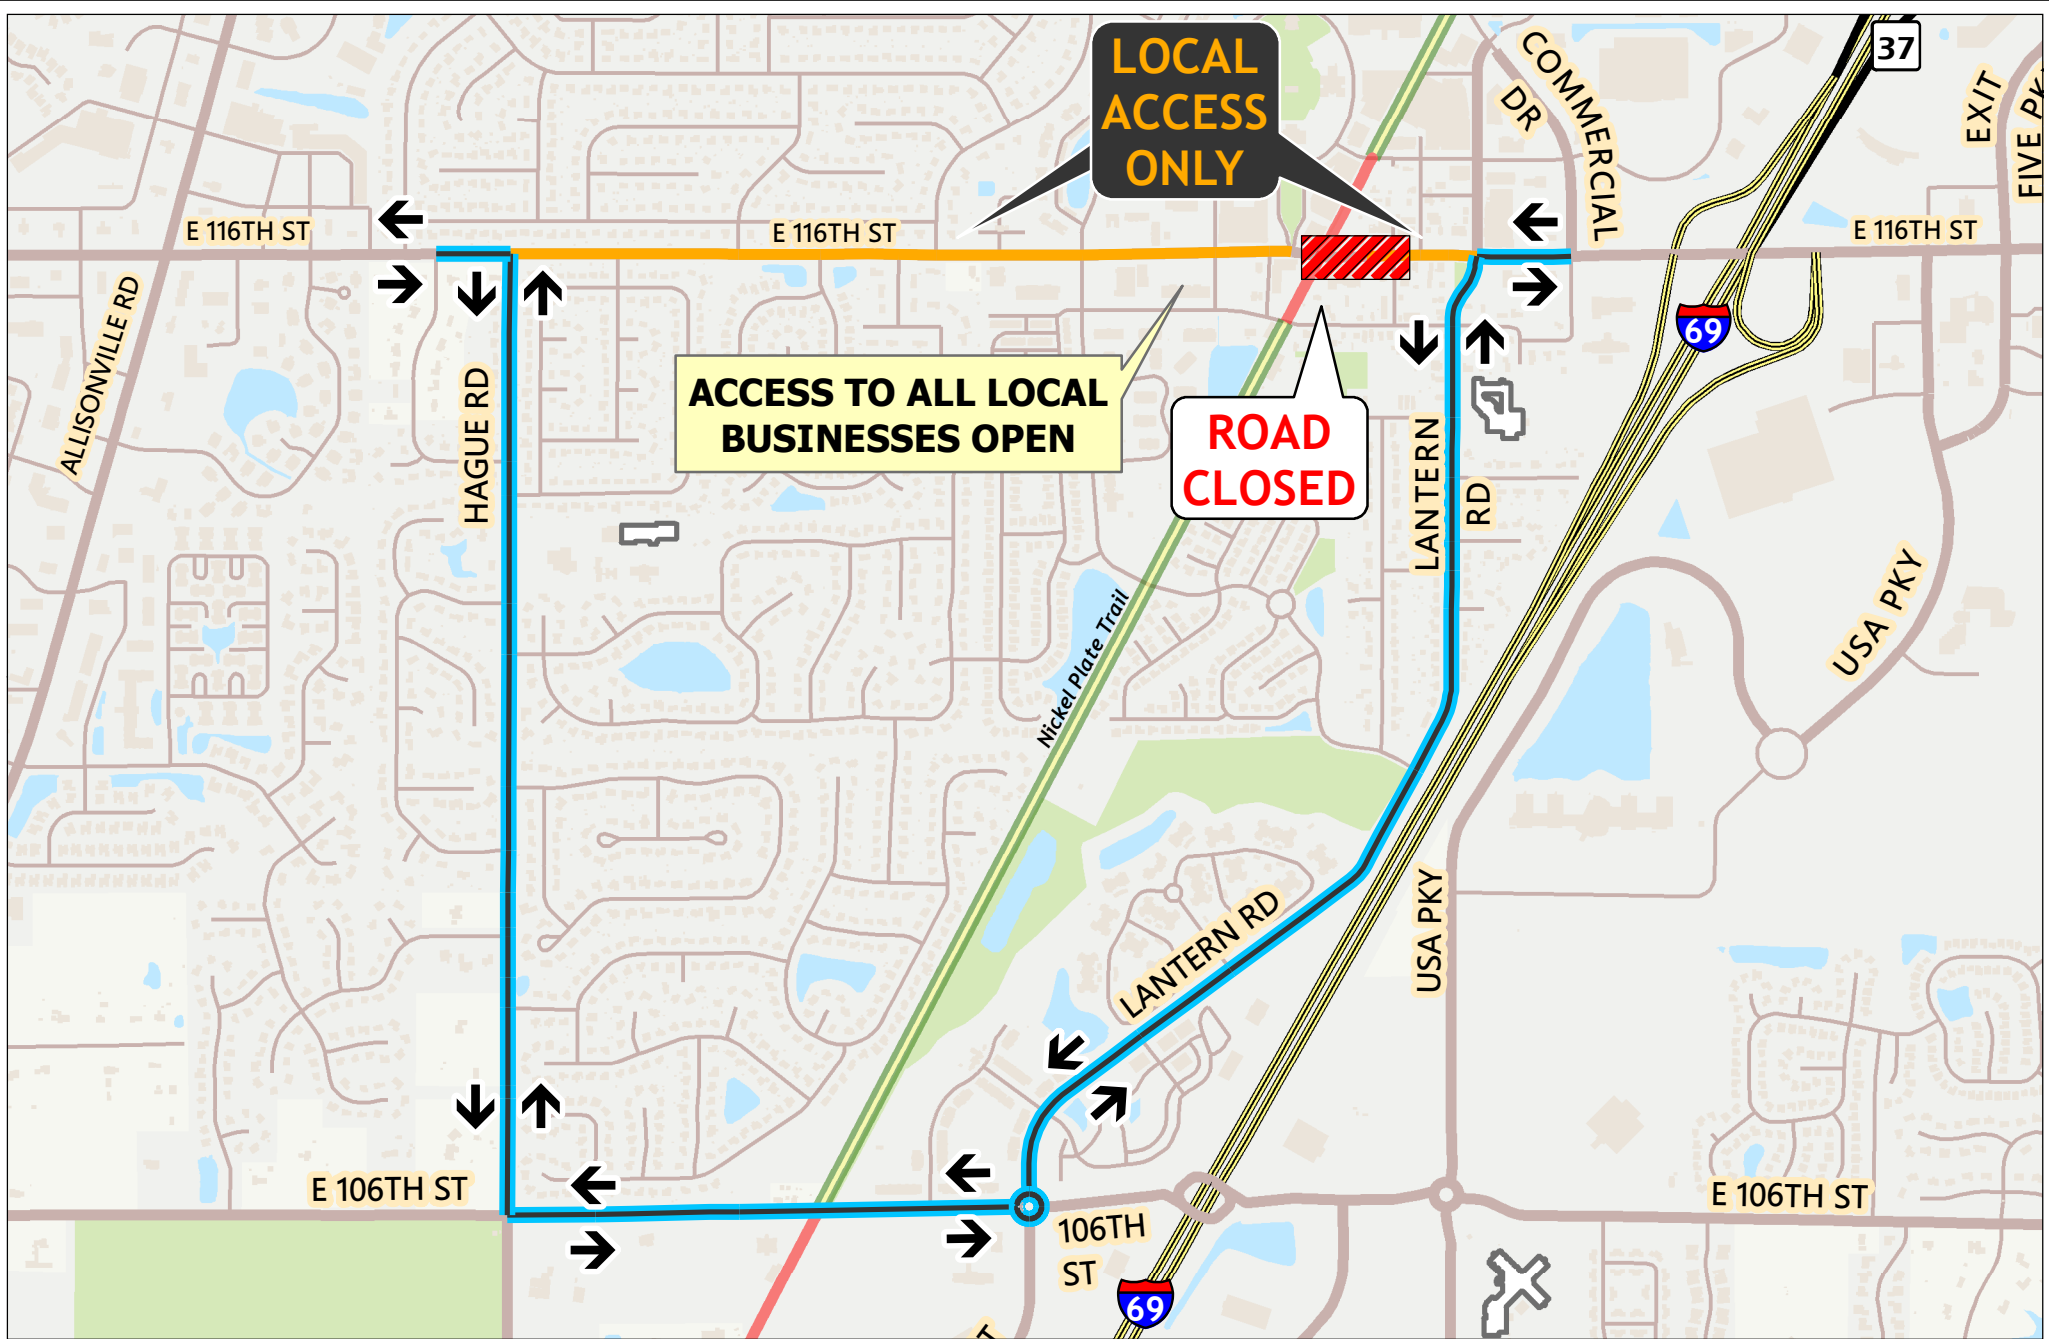 LOCAL
ACCESS
ONLY
COMMERCIAL
DR
37
EXIT
FIVE
E 116TH ST
E 116TH ST
E 116TH ST
ALLISONVILLE RD
HAGUE RD
69
ACCESS TO ALL LOCAL
BUSINESSES OPEN
ROAD
CLOSED
LANTERN
RD
USA PKY
Nickel Plate Trail
LANTERN RD
USA PKY
E 106TH ST
106TH
ST
E 106TH ST
69